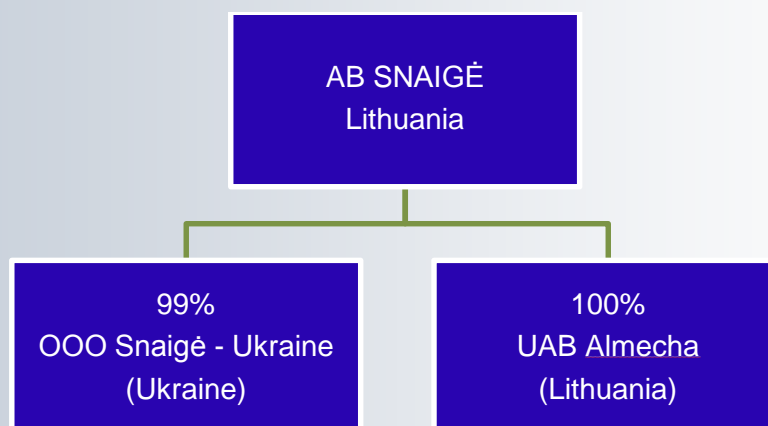 AB SNAIGĖ
Lithuania
99%
OOO Snaigė - Ukraine
(Ukraine)
100%
UAB Almecha
(Lithuania)